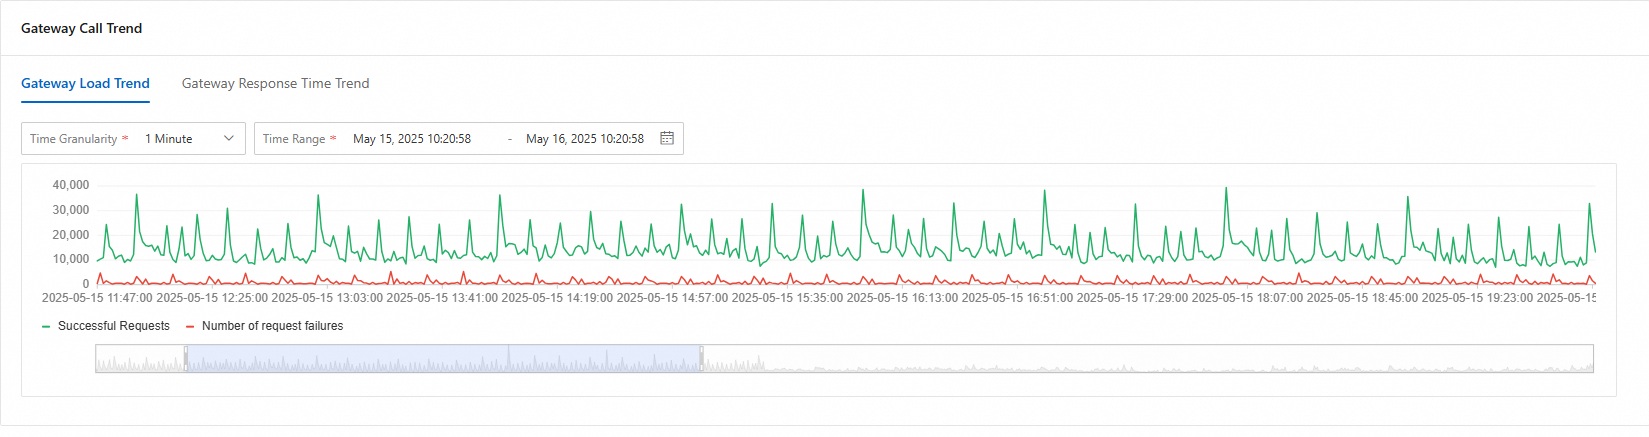 Gateway Call Trend
Gateway Load Trend Gateway Response Time Trend
Time Granularity * 1 Minute Time Range * May 15, 2025 10:20:58 - May 16, 2025 10:20:58
40,000
30,000
20,000
10,000
0
2025-05-15 11:47:00 2025-05-15 12:25:00 2025-05-15 13:03:00 2025-05-15 13:41:00 2025-05-15 14:19:00 2025-05-15 14:57:00 2025-05-15 15:35:00 2025-05-15 16:13:00 2025-05-15 16:51:00 2025-05-15 17:29:00 2025-05-15 18:07:00 2025-05-15 18:45:00 2025-05-15 19:23:00 2025-05-15
Successful Requests Number of request failures